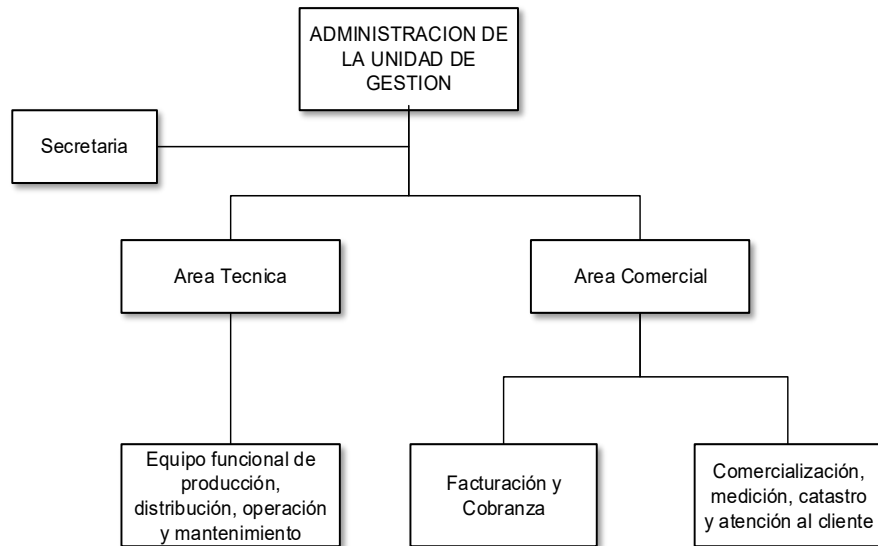 ADMINISTRACION DE
LA UNIDAD DE
GESTION
Secretaria
Area Tecnica
Area Comercial
Equipo funcional de
producción,
distribución, operación
y mantenimiento
Facturación y
Cobranza
Comercialización,
medición, catastro
y atención al cliente